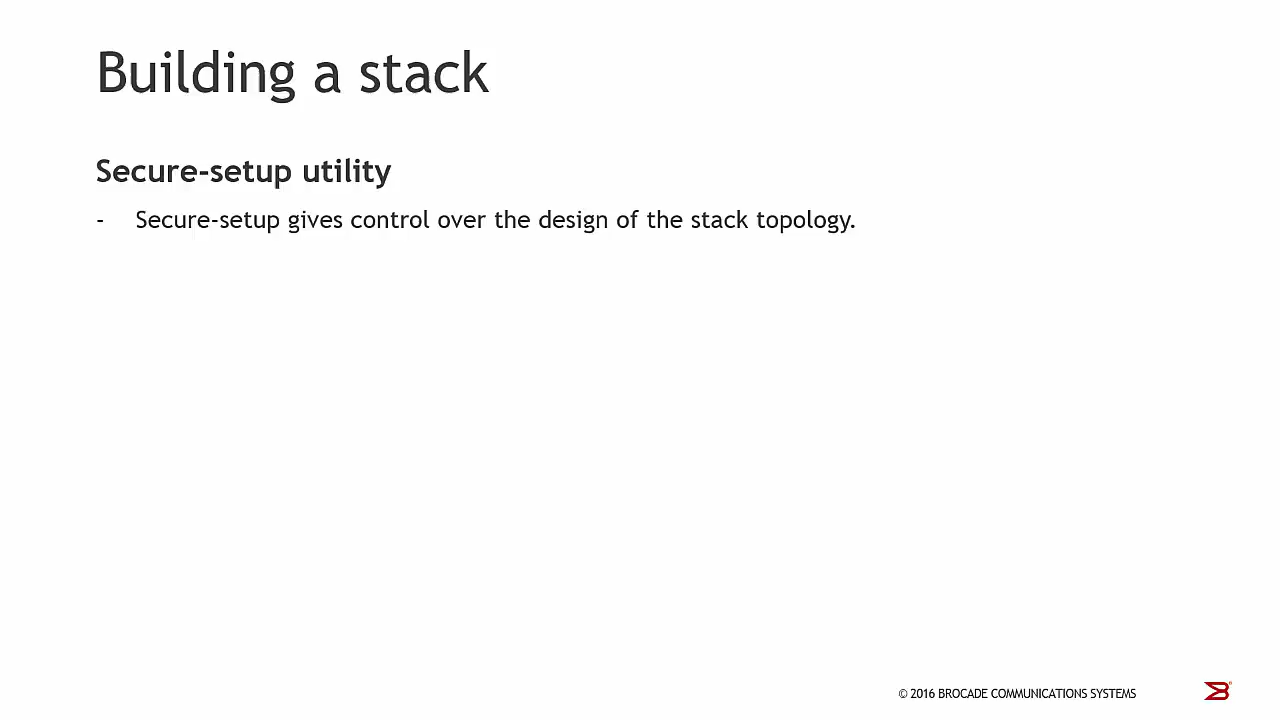 Building a stack
Secure-setup utility
- Secure-setup gives control over the design of the stack topology.
© 2016 BROCADE COMMUNICATIONS SYSTEMS